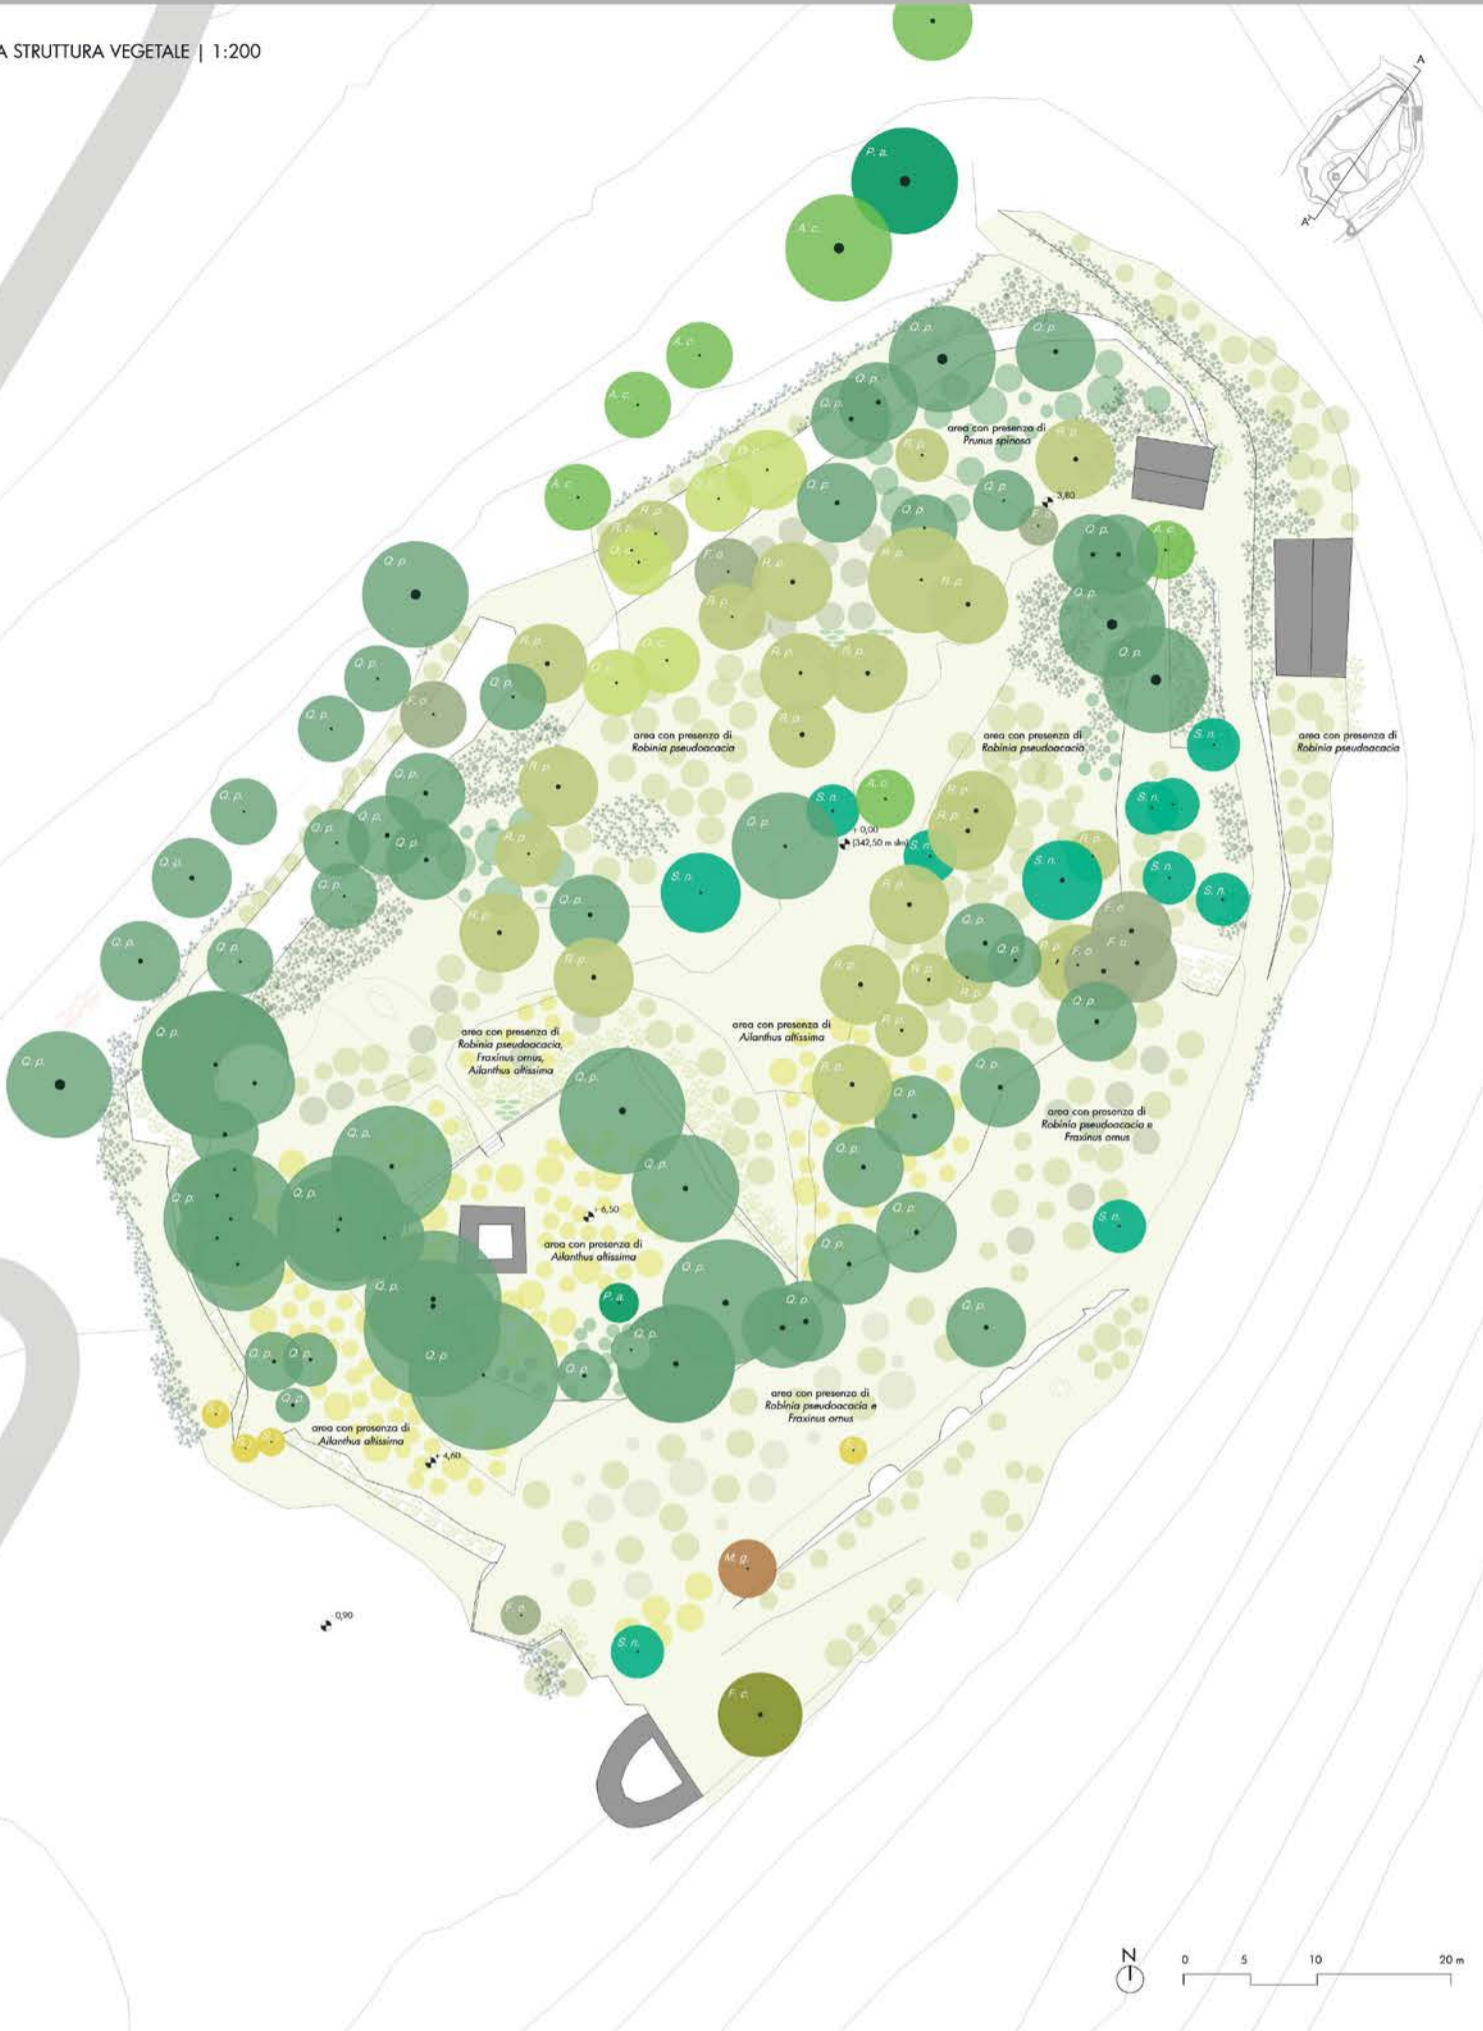 A STRUTTURA VEGETALE | 1:200
A
A'
P. a.
A. c.
Q. p.
Q. p.
A. c.
Q. p.
A. c.
Q. p.
area con presenza di
Prunus spinosa
R. p.
R. p.
O. c.
A. c.
Q. p.
Q. p.
3,80
R. p.
Q. p.
F. o.
Q. p.
A. c.
R. p.
O. c.
F. o.
R. p.
R. p.
Q. p.
R. p.
Q. p.
R. p.
R. p.
O. c.
R. p.
R. p.
Q. p.
Q. p.
Q. p.
O. c.
F. o.
Q. p.
R. p.
area con presenza di
Robinia pseudoacacia
area con presenza di
Robinia pseudoacacia
S. n.
area con presenza di
Robinia pseudoacacia
Q. p.
R. p.
Q. p.
S. n.
A. c.
R. p.
S. n.
Q. p.
Q. p.
Q. p.
R. p.
Q. p.
± 0,00
(342,50 m slm)
S. n.
R. p.
Q. p.
S. n.
S. n.
S. n.
S. n.
Q. p.
R. p.
Q. p.
R. p.
Q. p.
F. o.
Q. p.
Q. p.
R. p.
R. p.
R. p.
Q. p.
R. p.
F. o.
F. o.
R. p.
Q. p.
R. p.
Q. p.
area con presenza di
Robinia pseudoacacia,
Fraxinus ornus,
Ailanthus altissima
area con presenza di
Ailanthus altissima
Q. p.
Q. p.
R. p.
Q. p.
Q. p.
area con presenza di
Robinia pseudoacacia e
Fraxinus ornus
Q. p.
Q. p.
Q. p.
Q. p.
Q. p.
+ 6,50
Q. p.
S. n.
area con presenza di
Ailanthus altissima
Q. p.
Q. p.
Q. p.
P. a.
Q. p.
Q. p.
Q. p.
Q. p.
Q. p.
Q. p.
Q. p.
Q. p.
area con presenza di
Robinia pseudoacacia e
Fraxinus ornus
area con presenza di
Ailanthus altissima
+ 4,60
M. g.
F. o.
0,90
S. n.
F. c.
N
0 5 10 20 m